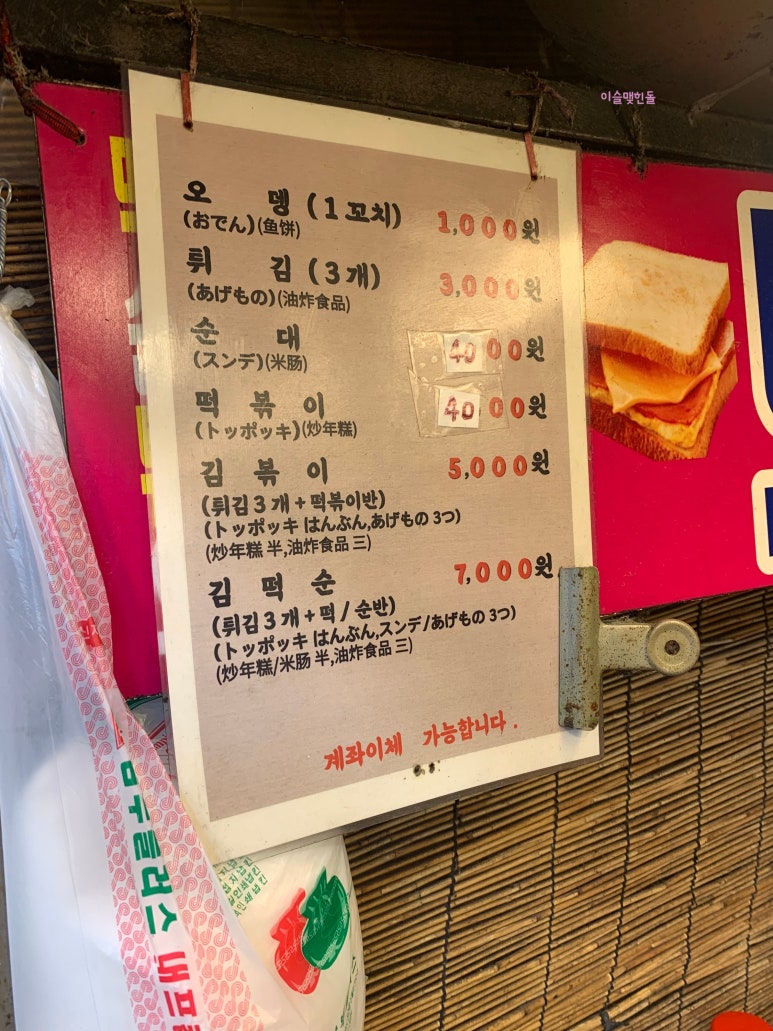 이슬맺힌돌
오 뎅 (1꼬치) 1,000원
(おでん)(鱼饼)
튀 김 (3개) 3,000원
(あげもの)(油炸食品)
순 대 4000원
(スンデ)(米肠)
떡 볶 이 4000원
(トッポッキ)(炒年糕)
김 볶 이 5,000원
(튀김3개+떡볶이반)
(トッポッキ はんぶん,あげもの 3つ)
(炒年糕 半,油炸食品 三)
김 떡 순 7,000원
(튀김3개+떡/순반)
(トッポッキ はんぶん,スンデ/あげもの 3つ)
(炒年糕/米肠 半,油炸食品 三)
계좌이체 가능합니다.